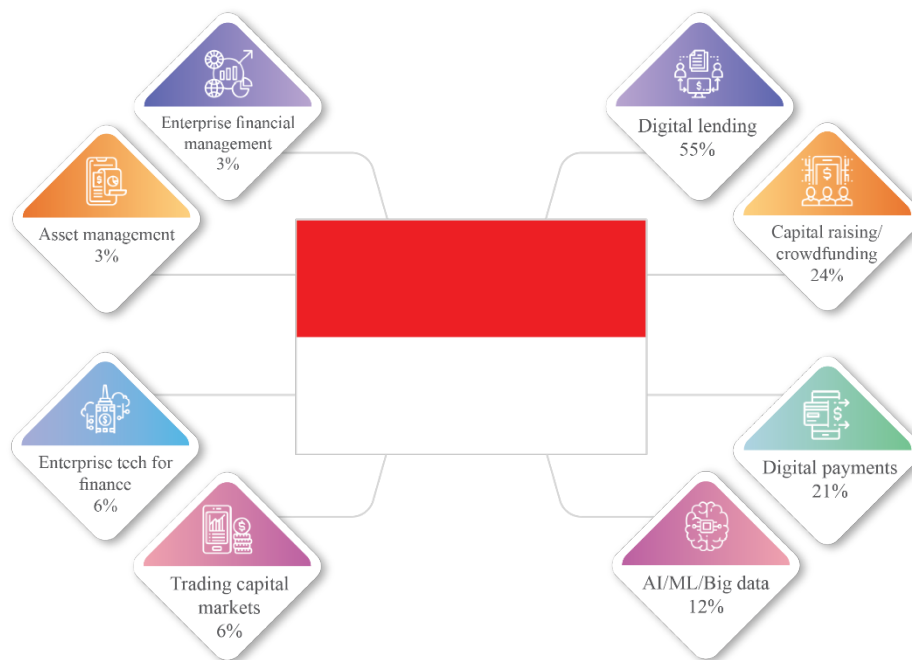 Enterprise financial
management
3%
Digital lending
55%
Asset management
3%
Capital raising/
crowdfunding
24%
Enterprise tech for
finance
6%
Digital payments
21%
Trading capital
markets
6%
AI/ML/Big data
12%